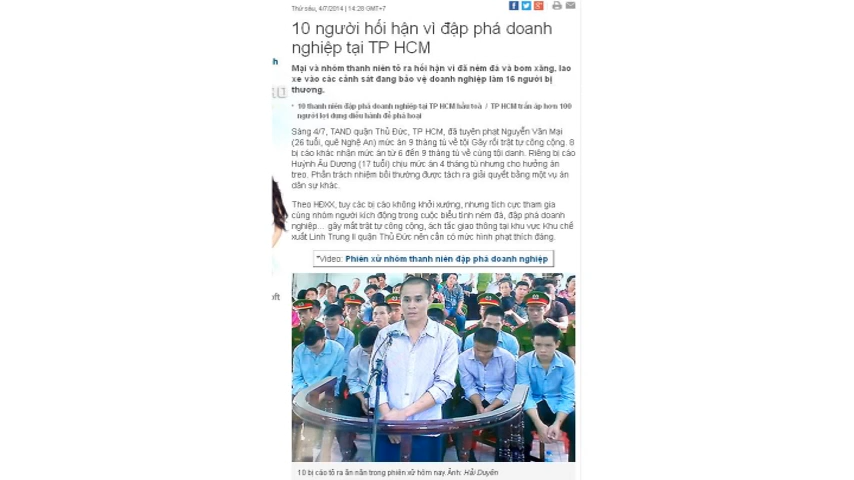 Thứ sáu, 4/7/2014 | 14:28 GMT+7
10 người hối hận vì đập phá doanh
nghiệp tại TP HCM
Mại và nhóm thanh niên tỏ ra hối hận vì đã ném đá và bom xăng, lao
xe vào các cảnh sát đang bảo vệ doanh nghiệp làm 16 người bị
thương.
10 thanh niên đập phá doanh nghiệp tại TP HCM hầu toà / TP HCM trấn áp hơn 100
người lợi dụng diễu hành để phá hoại
Sáng 4/7, TAND quận Thủ Đức, TP HCM, đã tuyên phạt Nguyễn Văn Mại
(26 tuổi, quê Nghệ An) mức án 9 tháng tù về tội Gây rối trật tự công cộng. 8
bị cáo khác nhận mức án từ 6 đến 9 tháng tù về cùng tội danh. Riêng bị cáo
Huỳnh Âu Dương (17 tuổi) chịu mức án 4 tháng tù nhưng cho hưởng án
treo. Phần trách nhiệm bồi thường được tách ra giải quyết bằng một vụ án
dân sự khác.
Theo HĐXX, tuy các bị cáo không khởi xướng, nhưng tích cực tham gia
cùng nhóm người kích động trong cuộc biểu tình ném đá, đập phá doanh
nghiệp... gây mất trật tự công cộng, ách tắc giao thông tại khu vực Khu chế
xuất Linh Trung II quận Thủ Đức nên cần có mức hình phạt thích đáng.
*Video: Phiên xử nhóm thanh niên đập phá doanh nghiệp
10 bị cáo tỏ ra ăn năn trong phiên xử hôm nay. Ảnh: Hải Duyên